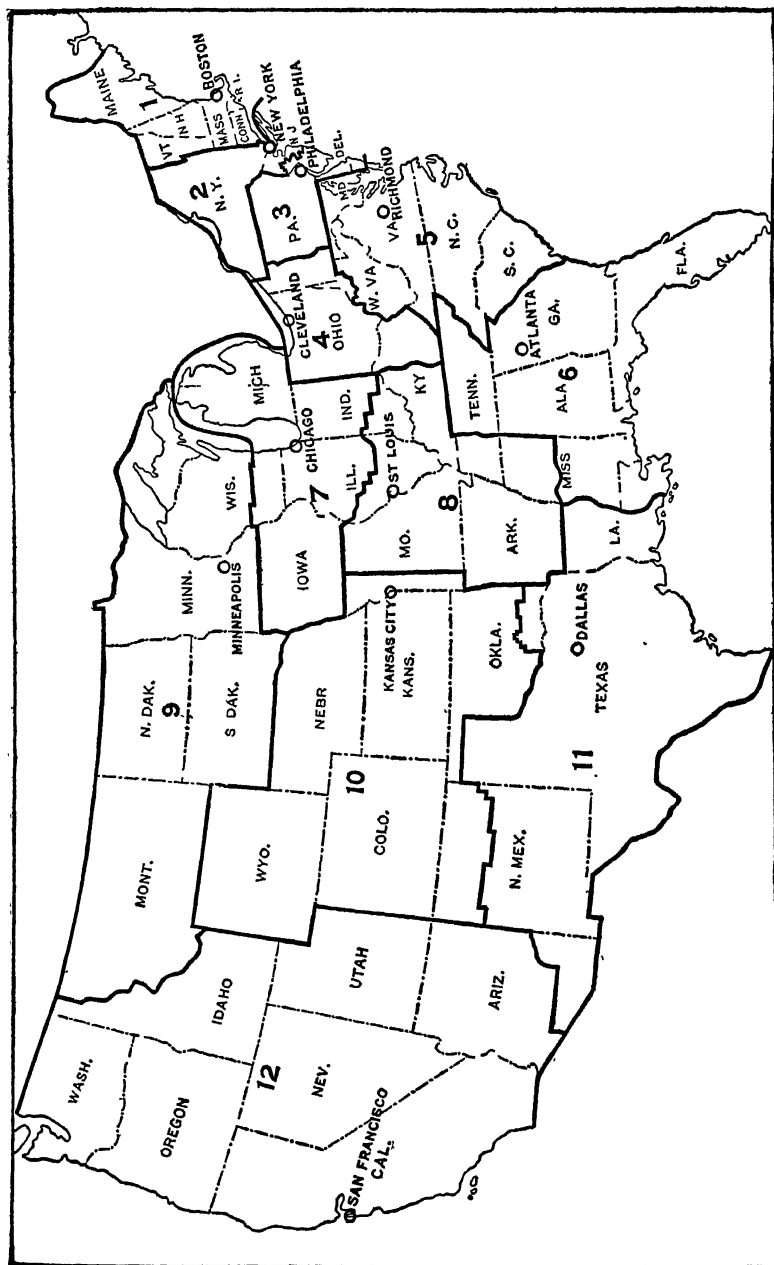 WASH.
OREGON
IDAHO
MONT.
N. DAK.
9
S DAK.
MINN.
MINNEAPOLIS
WIS.
MICH
12
NEV.
UTAH
WYO.
10
COLO.
NEBR
KANSAS CITY
KANS.
IOWA
7
ILL.
CHICAGO
IND.
CLEVELAND
4
OHIO
SAN FRANCISCO
CAL.
ARIZ.
N. MEX.
11
TEXAS
DALLAS
OKLA.
MO.
ST LOUIS
8
ARK.
LA.
MISS
KY
TENN.
ALA
6
ATLANTA
GA.
FLA.
S. C.
N. C.
5
VA
RICHMOND
W. VA
MD
DEL.
PA.
3
PHILADELPHIA
N J
NEW YORK
2
N. Y.
VT
N H
1
MAINE
MASS
BOSTON
CONN
R I.